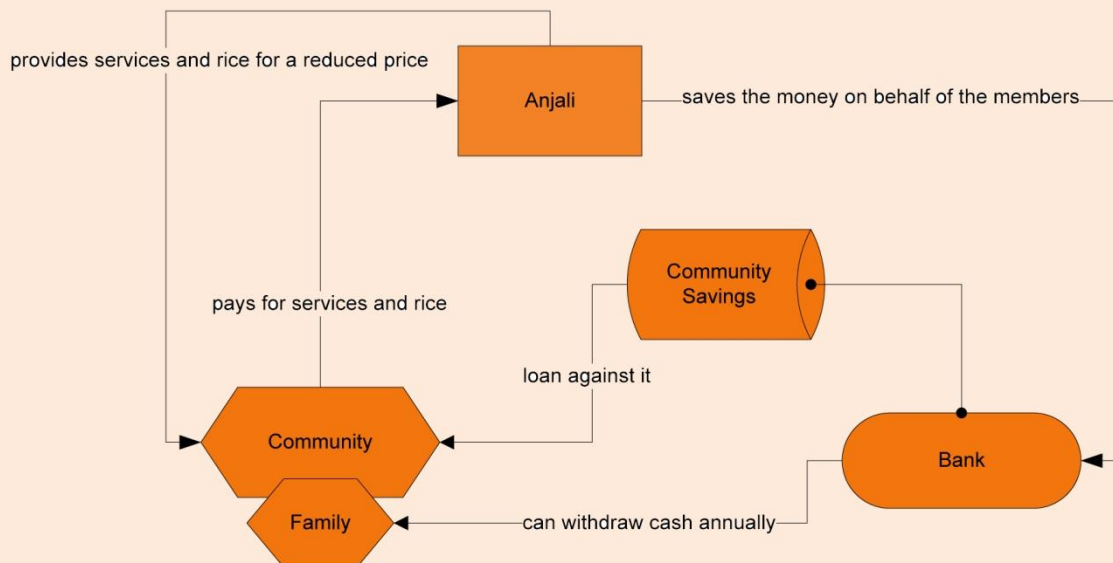 provides services and rice for a reduced price
Anjali
saves the money on behalf of the members
Community
Savings
pays for services and rice
loan against it
Community
Bank
Family
can withdraw cash annually